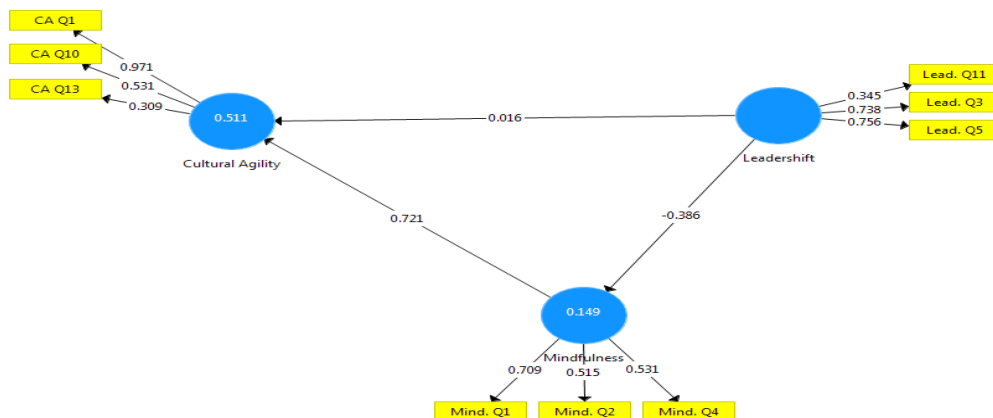 CA Q1
CA Q10
CA Q13
0.971
0.531
0.309
0.511
Cultural Agility
0.016
Leadershift
0.345
0.738
0.756
Lead. Q11
Lead. Q3
Lead. Q5
0.721
-0.386
0.149
Mindfulness
0.709
0.515
0.531
Mind. Q1
Mind. Q2
Mind. Q4